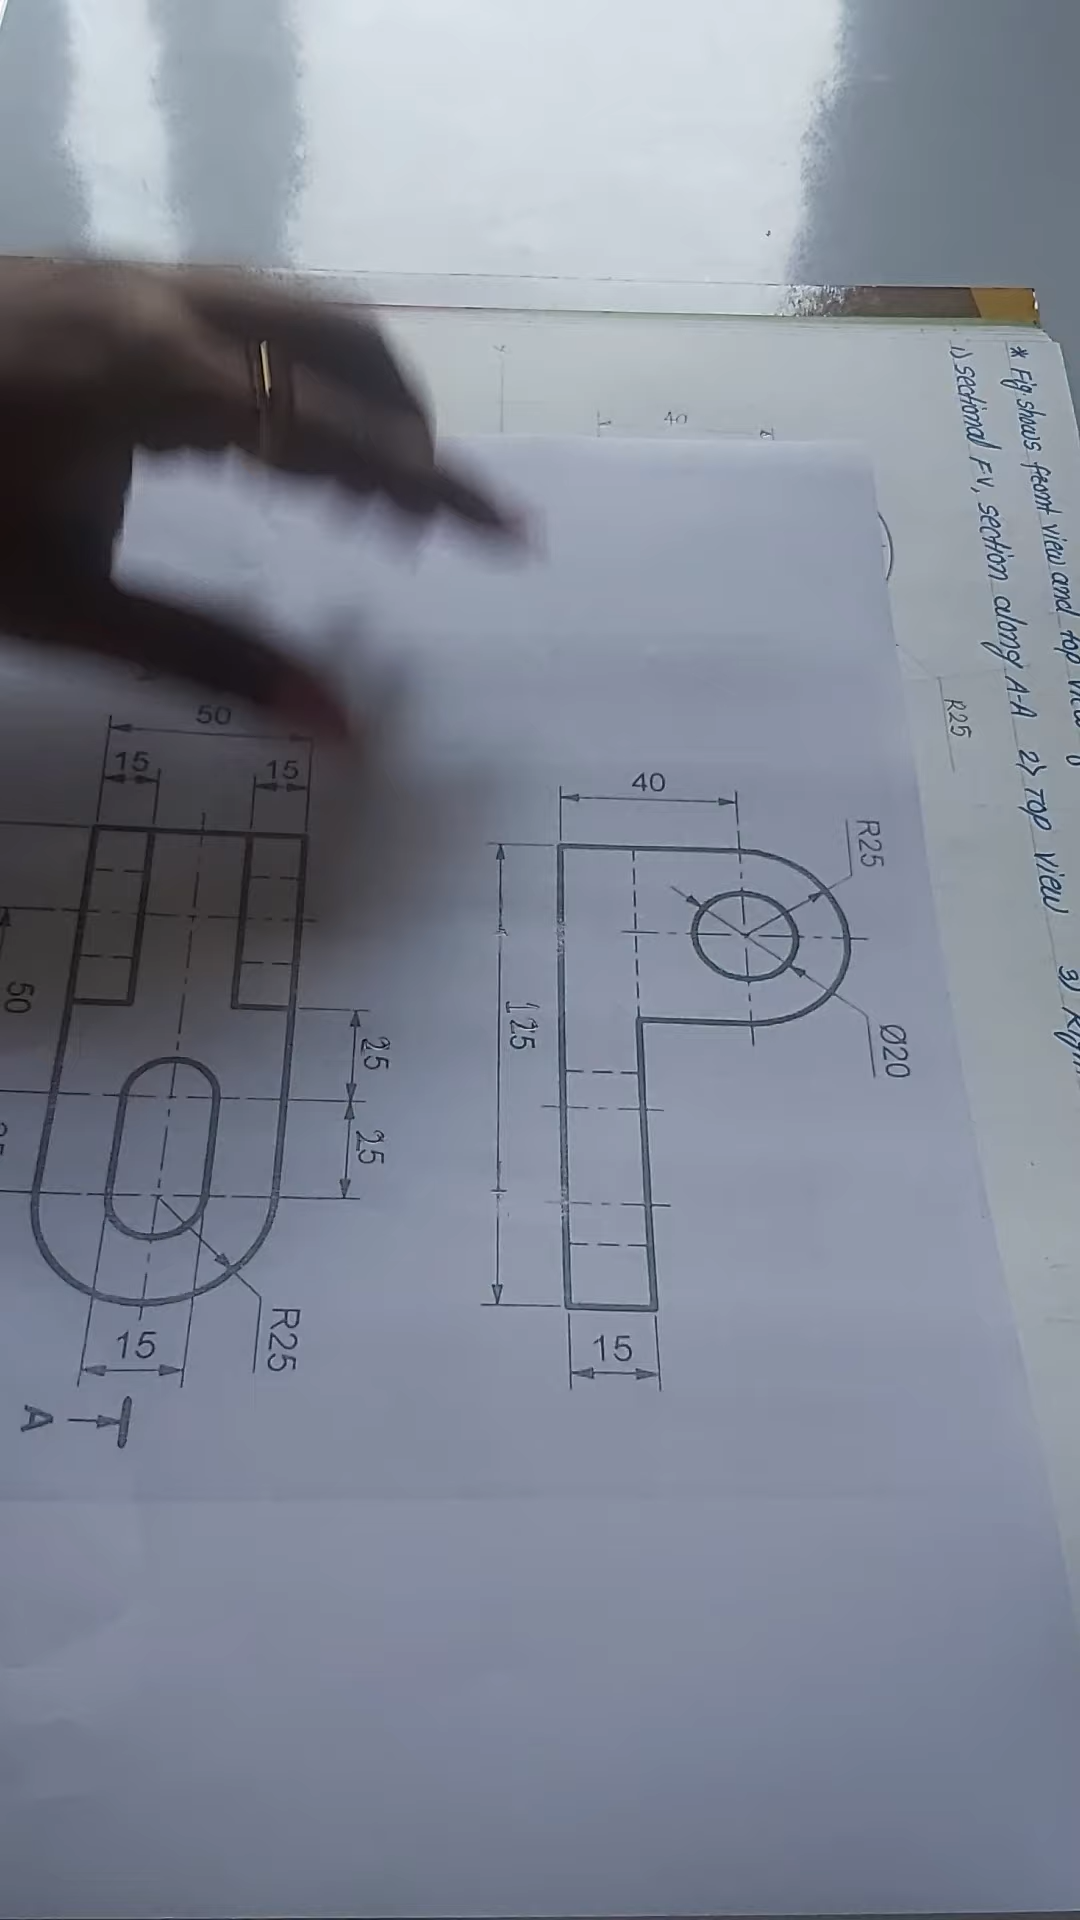 * Fig shows front view and top
1) Sectional FV, section along A-A 2) Top view 3)
R25
40
40
R25
Ø20
125
15
50
15
15
50
25
25
R25
15
A